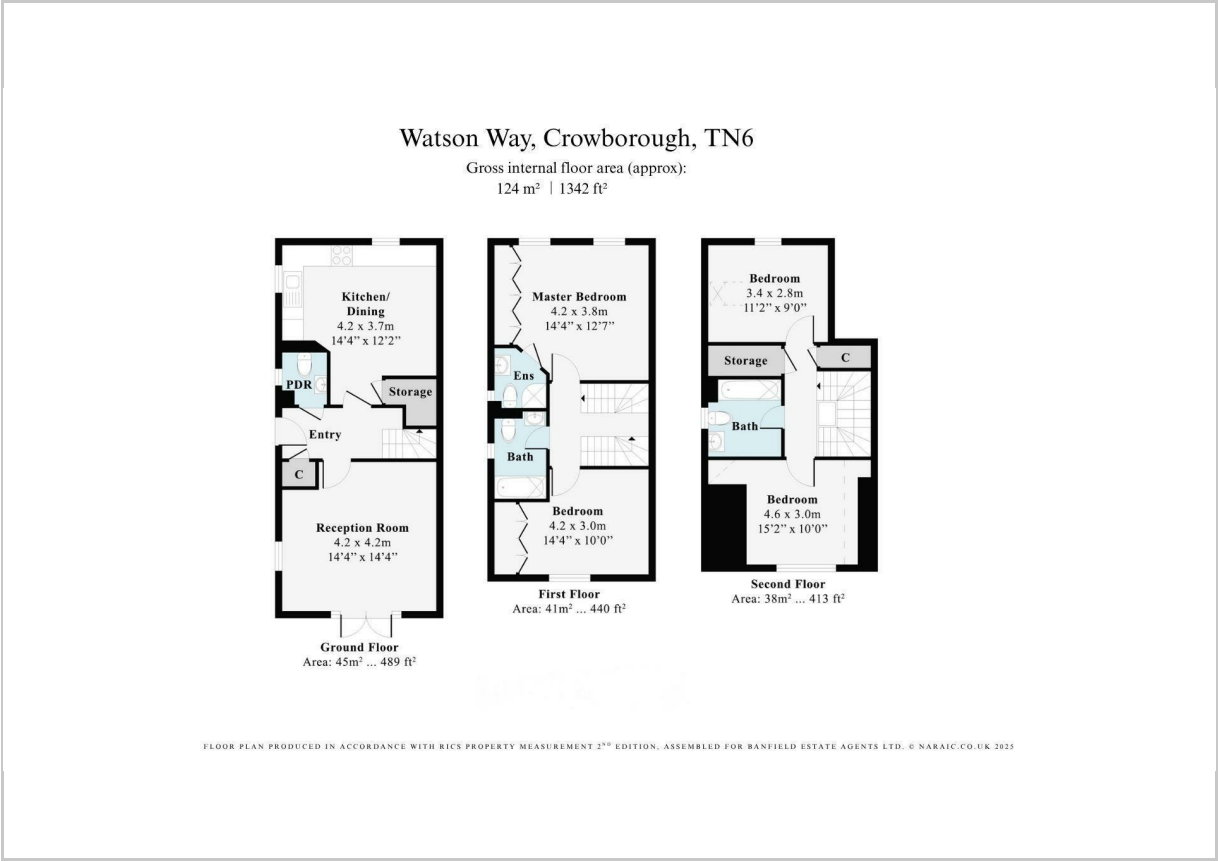 Watson Way, Crowborough, TN6
Gross internal floor area (approx):
124 m² | 1342 ft²
Kitchen/
Dining
4.2 x 3.7m
14'4" x 12'2"
PDR
Storage
Entry
C
Reception Room
4.2 x 4.2m
14'4" x 14'4"
Ground Floor
Area: 45m² ... 489 ft²
Master Bedroom
4.2 x 3.8m
14'4" x 12'7"
Ens
Bath
Bedroom
4.2 x 3.0m
14'4" x 10'0"
First Floor
Area: 41m² ... 440 ft²
Bedroom
3.4 x 2.8m
11'2" x 9'0"
Storage
C
Bath
Bedroom
4.6 x 3.0m
15'2" x 10'0"
Second Floor
Area: 38m² ... 413 ft²
FLOOR PLAN PRODUCED IN ACCORDANCE WITH RICS PROPERTY MEASUREMENT 2ND EDITION, ASSEMBLED FOR BANFIELD ESTATE AGENTS LTD. © NARAIC.CO.UK 2025